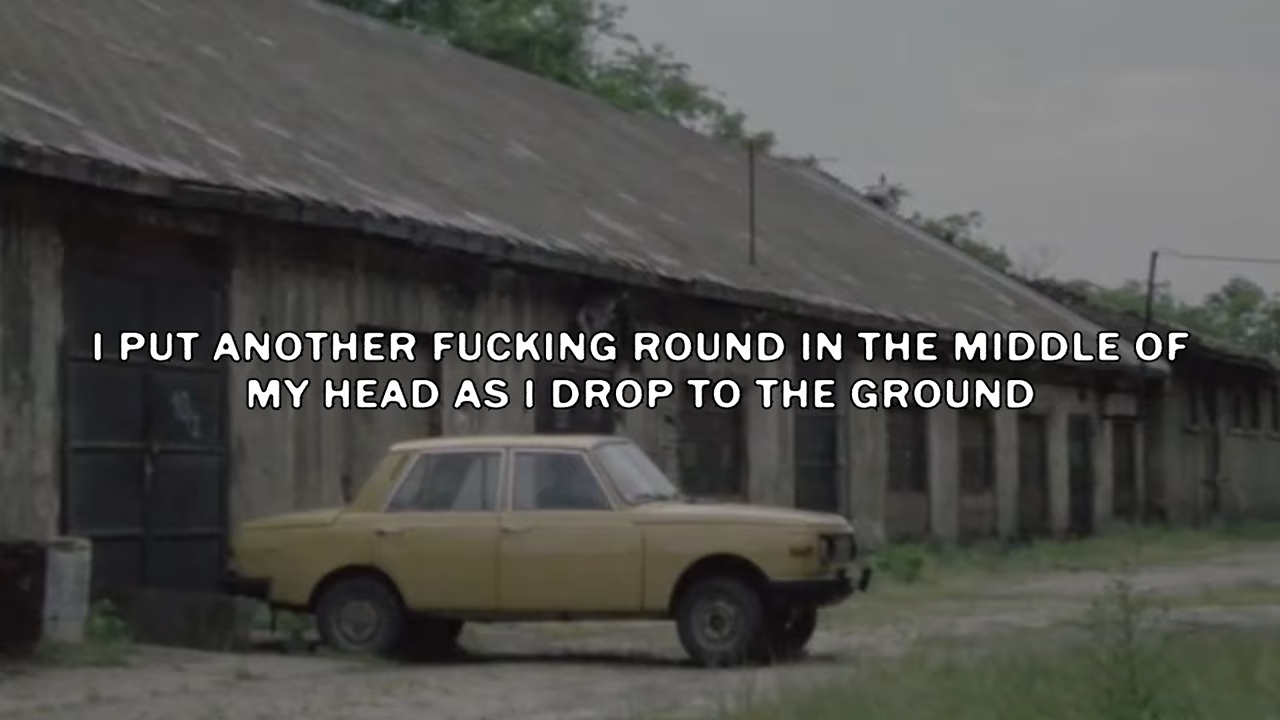 I PUT ANOTHER FUCKING ROUND IN THE MIDDLE OF
MY HEAD AS I DROP TO THE GROUND